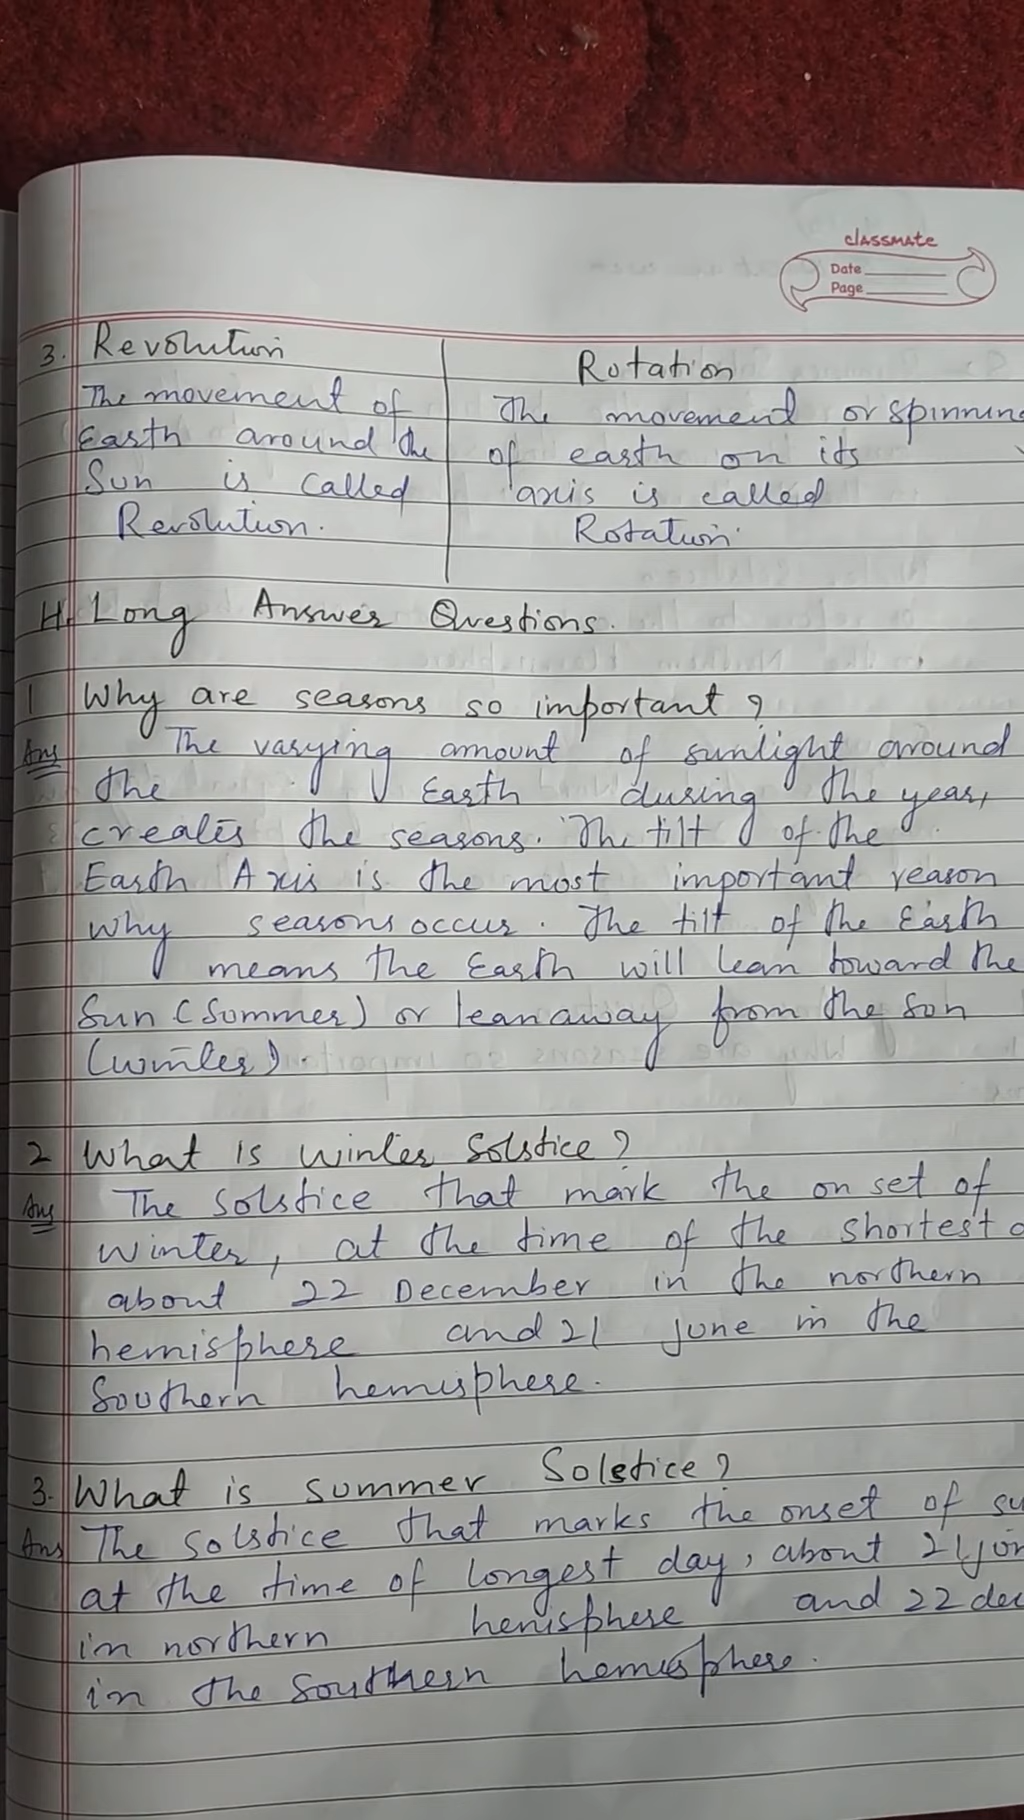 classmate
Date
Page
3. Revolution
The movement of
Earth around the
Sun is called
Revolution.
Rotation
The movement or spinnin
of earth on its
axis is called
Rotation.
H. Long Answer Questions.
1 Why are seasons so important ?
Ans The varying amount of sunlight around
the Earth during the year,
creates the seasons. The tilt of the
Earth Axis is the most important reason
why seasons occur. The tilt of the Earth
means the Earth will lean toward the
Sun (Summer) or lean away from the Sun
(winter).
2 What is winter Solstice ?
Ans The solstice that mark the on set of
winter, at the time of the shortest
about 22 December in the northern
hemisphere and 21 june in the
Southern hemisphere.
3. What is summer Solstice ?
Ans The solstice that marks the onset of su
at the time of longest day, about 21 jun
in northern hemisphere and 22 dec
in the Southern hemisphere.